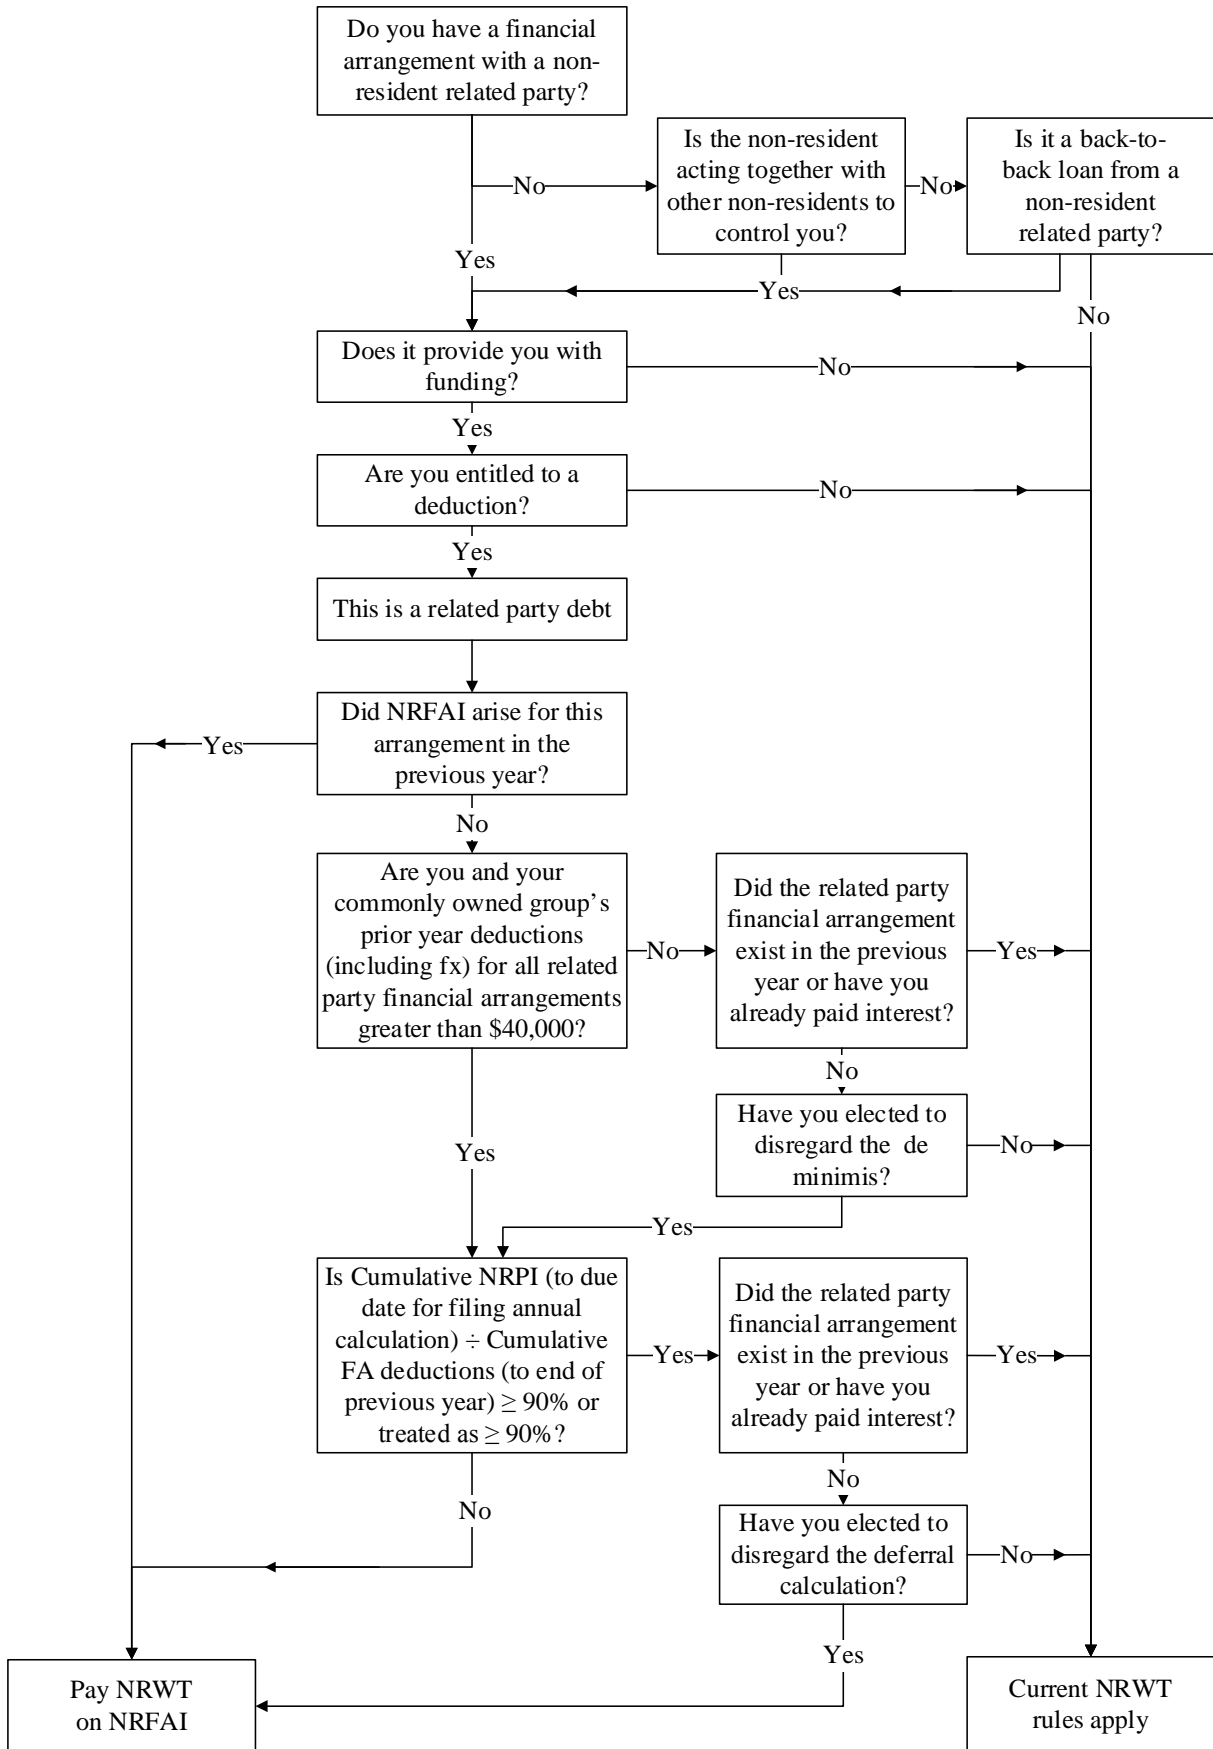 Do you have a financial
arrangement with a non-
resident related party?
Is the non-resident
acting together with
other non-residents to
control you?
Is it a back-to-
back loan from a
non-resident
related party?
No
No
Yes
Yes
No
Does it provide you with
funding?
No
Yes
Are you entitled to a
deduction?
No
Yes
This is a related party debt
Did NRFAI arise for this
arrangement in the
previous year?
Yes
No
Are you and your
commonly owned group's
prior year deductions
(including fx) for all related
party financial arrangements
greater than $40,000?
No
Did the related party
financial arrangement
exist in the previous
year or have you
already paid interest?
Yes
No
Have you elected to
disregard the de
minimis?
No
Yes
Yes
Is Cumulative NRPI (to due
date for filing annual
calculation) ÷ Cumulative
FA deductions (to end of
previous year) ≥ 90% or
treated as ≥ 90%?
Yes
Did the related party
financial arrangement
exist in the previous
year or have you
already paid interest?
Yes
No
No
Have you elected to
disregard the deferral
calculation?
No
Yes
Pay NRWT
on NRFAI
Current NRWT
rules apply